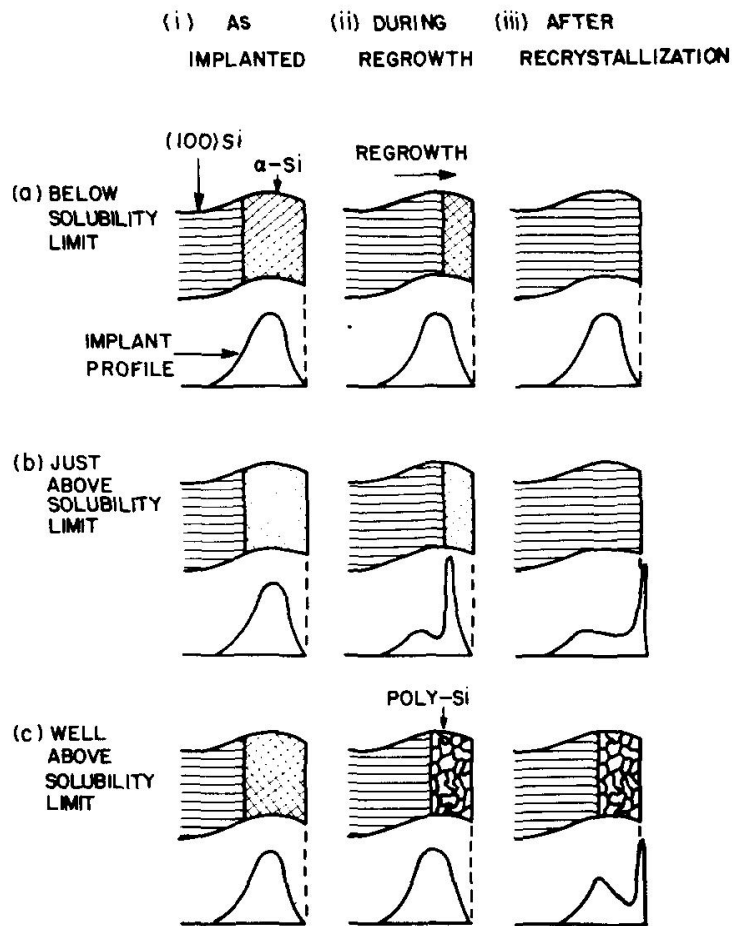 (i) AS
IMPLANTED
(ii) DURING
REGROWTH
(iii) AFTER
RECRYSTALLIZATION
(100)Si
α-Si
REGROWTH
(a) BELOW
SOLUBILITY
LIMIT
IMPLANT
PROFILE
(b) JUST
ABOVE
SOLUBILITY
LIMIT
POLY-Si
(c) WELL
ABOVE
SOLUBILITY
LIMIT